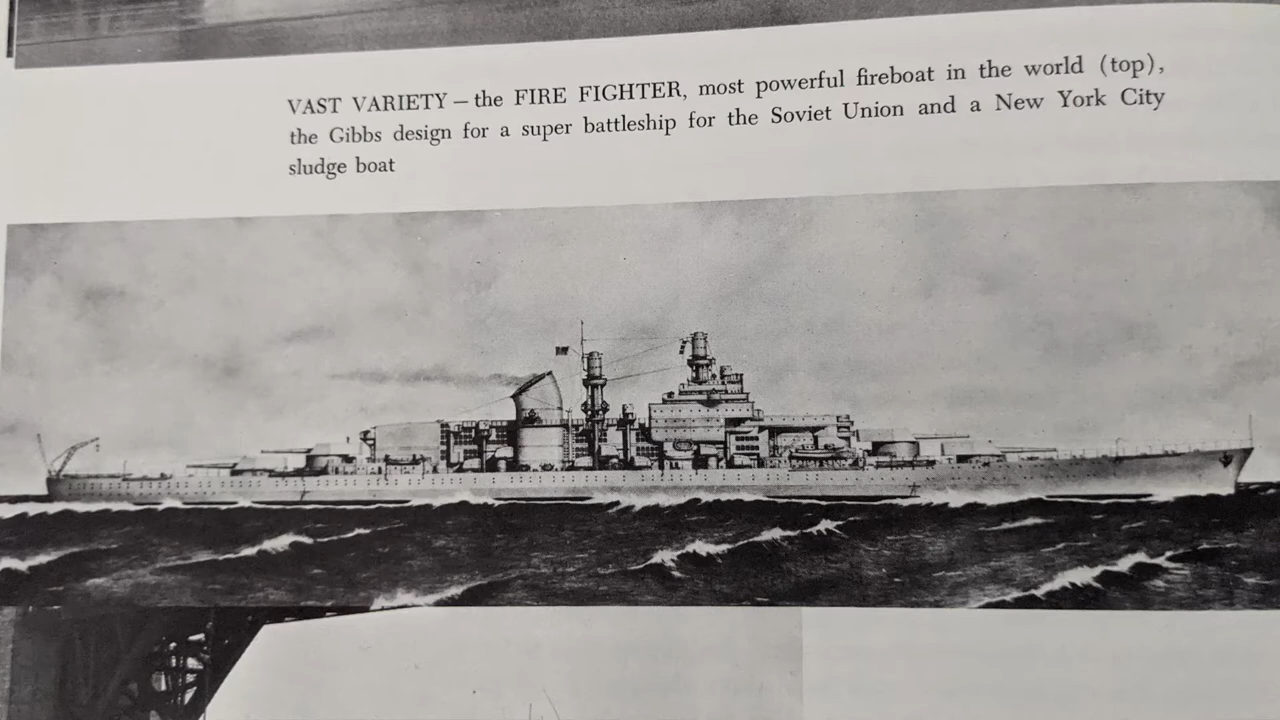 VAST VARIETY – the FIRE FIGHTER, most powerful fireboat in the world (top),
the Gibbs design for a super battleship for the Soviet Union and a New York City
sludge boat